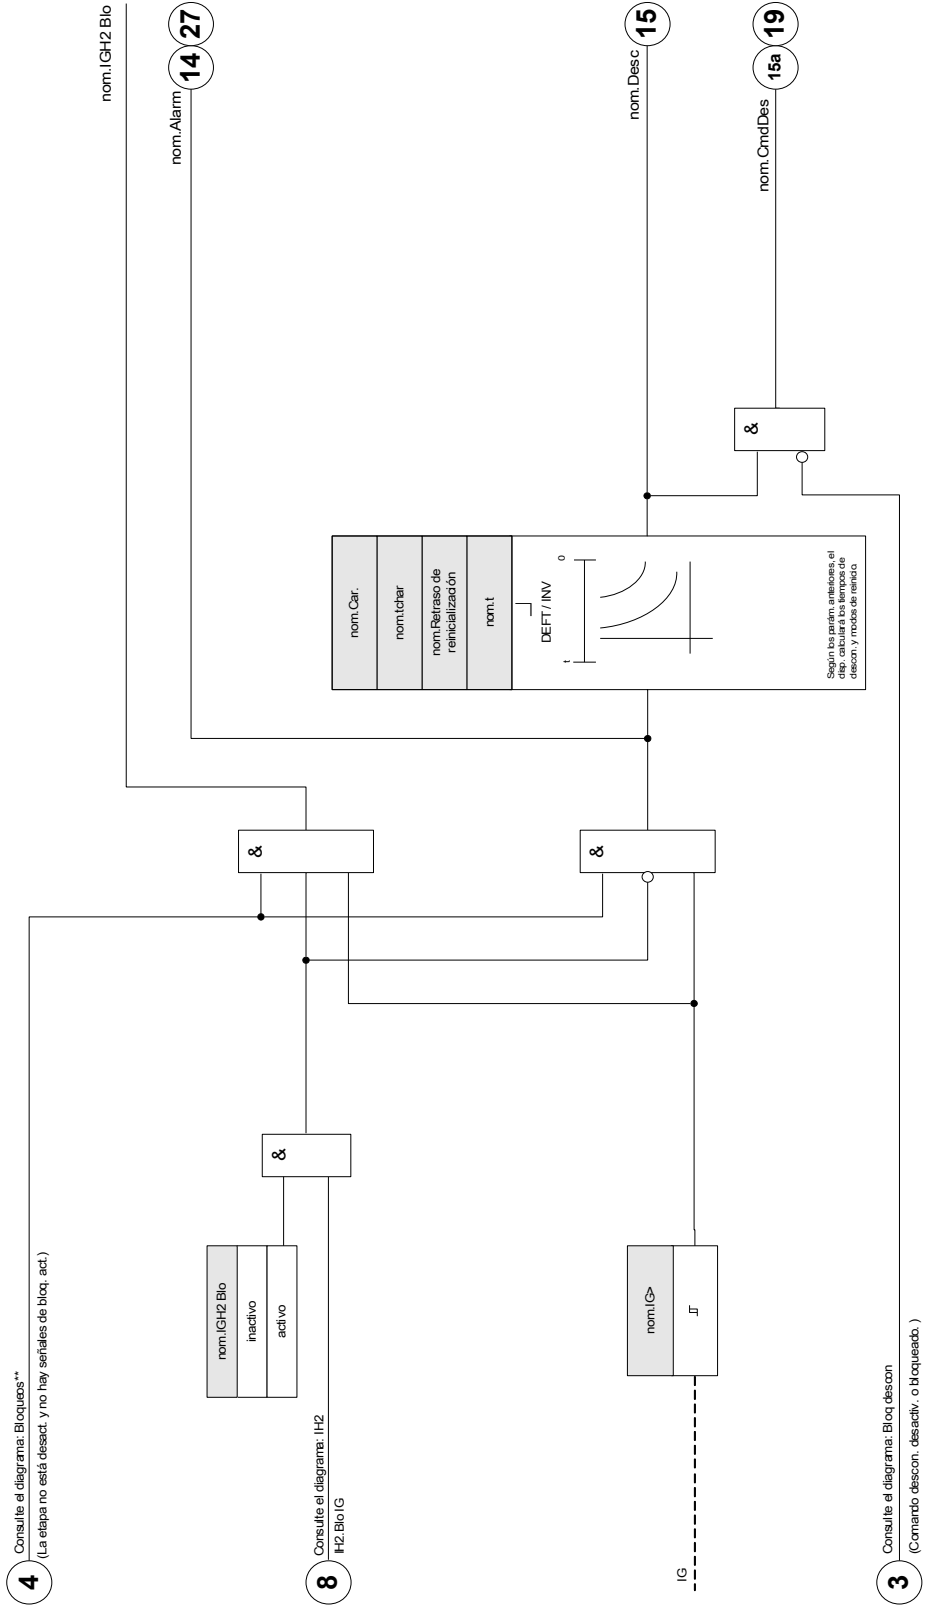 4
Consulte el diagrama: Bloqueos**
(La etapa no está desact. y no hay señales de bloq. act.)
nom.IGH2 Blo
inactivo
activo
8
Consulte el diagrama: IH2
IH2.Blo IG
IG
nom.IG>
3
Consulte el diagrama: Bloq descon
(Comando descon. desactiv. o bloqueado. )
&
&
&
nom.Car.
nom.tchar
nom.Retraso de
reinicialización
nom.t
DEFT / INV
t
0
Según los parám. anteriores, el
disp. calculará los tiempos de
descon. y modos de reinicio.
&
nom.IGH2 Blo
nom.Alarm
14
27
nom.Desc
15
nom.CmdDes
15a
19